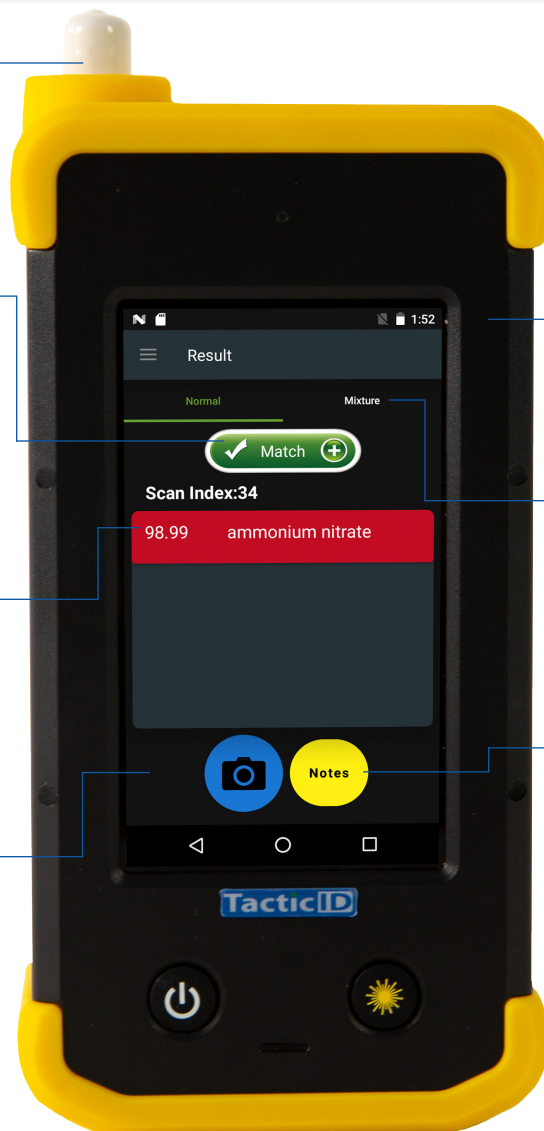 1:52
Result
Normal Mixture
Match
Scan Index:34
98.99 ammonium nitrate
Notes
TacticID